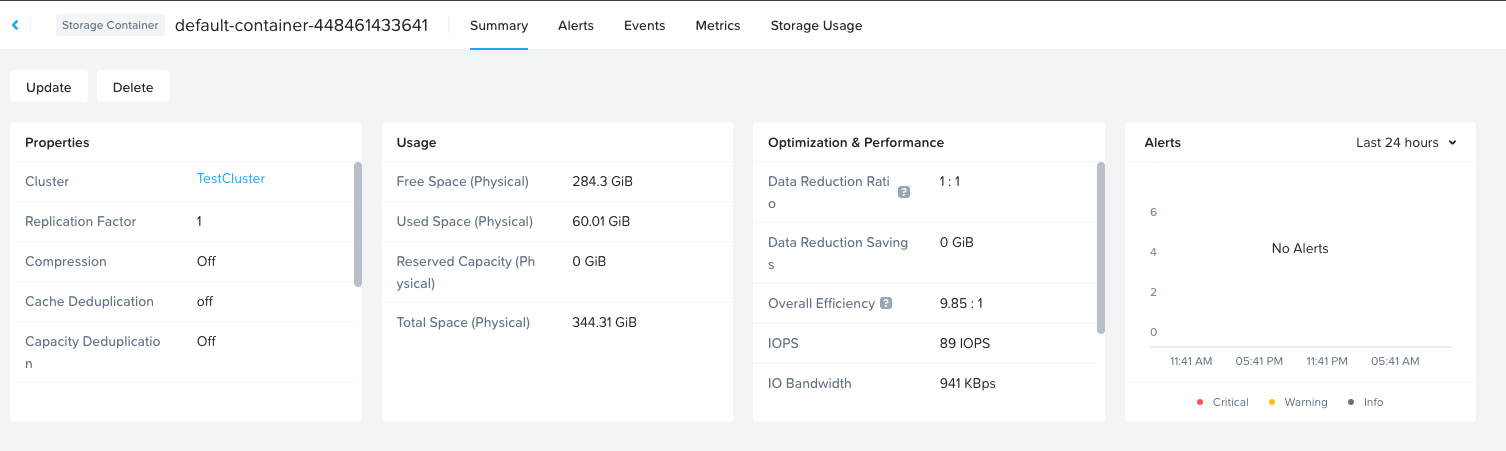 Storage Container default-container-448461433641 Summary Alerts Events Metrics Storage Usage
Update Delete
Properties
Cluster TestCluster
Replication Factor 1
Compression Off
Cache Deduplication off
Capacity Deduplicatio Off
n
Usage
Free Space (Physical) 284.3 GiB
Used Space (Physical) 60.01 GiB
Reserved Capacity (Ph 0 GiB
ysical)
Total Space (Physical) 344.31 GiB
Optimization & Performance
Data Reduction Rati ? 1 : 1
o
Data Reduction Saving 0 GiB
s
Overall Efficiency ? 9.85 : 1
IOPS 89 IOPS
IO Bandwidth 941 KBps
Alerts Last 24 hours
6
4
No Alerts
2
0
11:41 AM 05:41 PM 11:41 PM 05:41 AM
Critical Warning Info